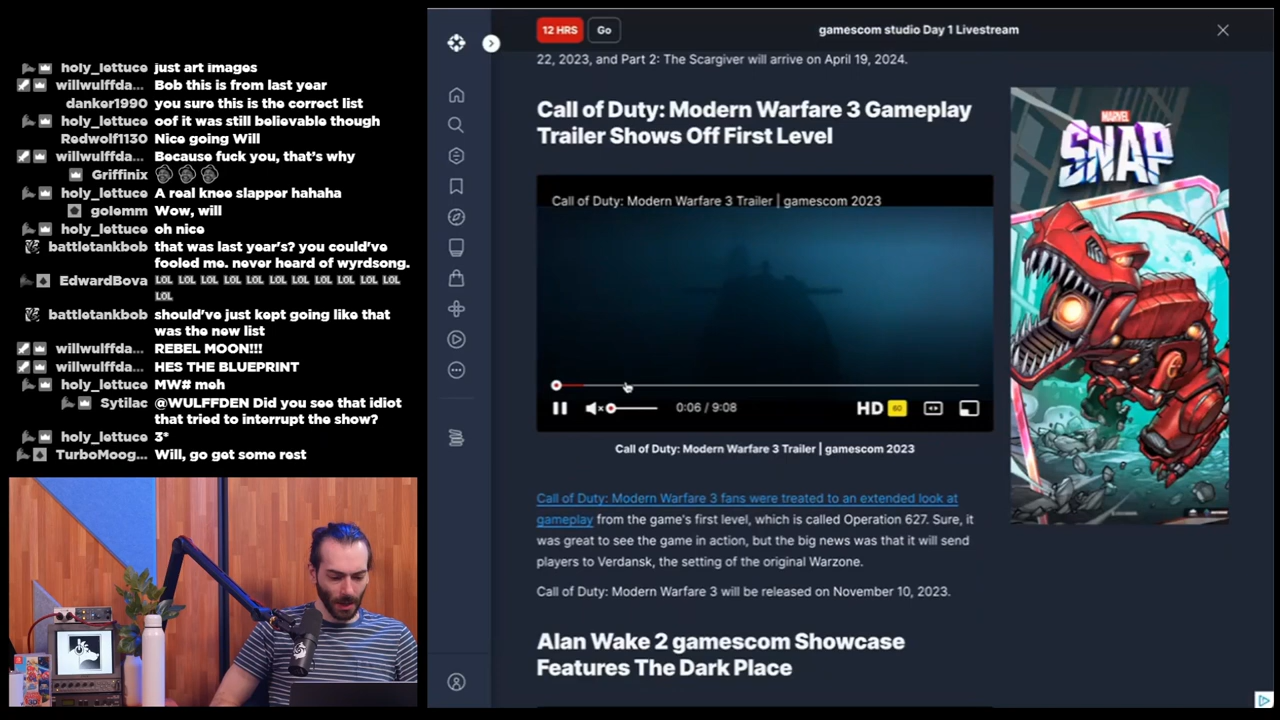 holy_lettuce just art images
willwulffda... Bob this is from last year
danker1990 you sure this is the correct list
holy_lettuce oof it was still believable though
Redwolf1130 Nice going Will
willwulffda... Because fuck you, that's why
Griffinix
holy_lettuce A real knee slapper hahaha
golemm Wow, will
holy_lettuce oh nice
battletankbob that was last year's? you could've
fooled me. never heard of wyrdsong.
EdwardBova LOL LOL LOL LOL LOL LOL LOL LOL LOL LOL
LOL
battletankbob should've just kept going like that
was the new list
willwulffda... REBEL MOON!!!
willwulffda... HES THE BLUEPRINT
holy_lettuce MW# meh
Sytilac @WULFFDEN Did you see that idiot
that tried to interrupt the show?
holy_lettuce 3*
TurboMoog... Will, go get some rest
12 HRS Go gamescom studio Day 1 Livestream
22, 2023, and Part 2: The Scargiver will arrive on April 19, 2024.
Call of Duty: Modern Warfare 3 Gameplay
Trailer Shows Off First Level
Call of Duty: Modern Warfare 3 Trailer | gamescom 2023
0:06 / 9:08 HD 60
Call of Duty: Modern Warfare 3 Trailer | gamescom 2023
Call of Duty: Modern Warfare 3 fans were treated to an extended look at
gameplay from the game's first level, which is called Operation 627. Sure, it
was great to see the game in action, but the big news was that it will send
players to Verdansk, the setting of the original Warzone.
Call of Duty: Modern Warfare 3 will be released on November 10, 2023.
Alan Wake 2 gamescom Showcase
Features The Dark Place
MARVEL
SNAP